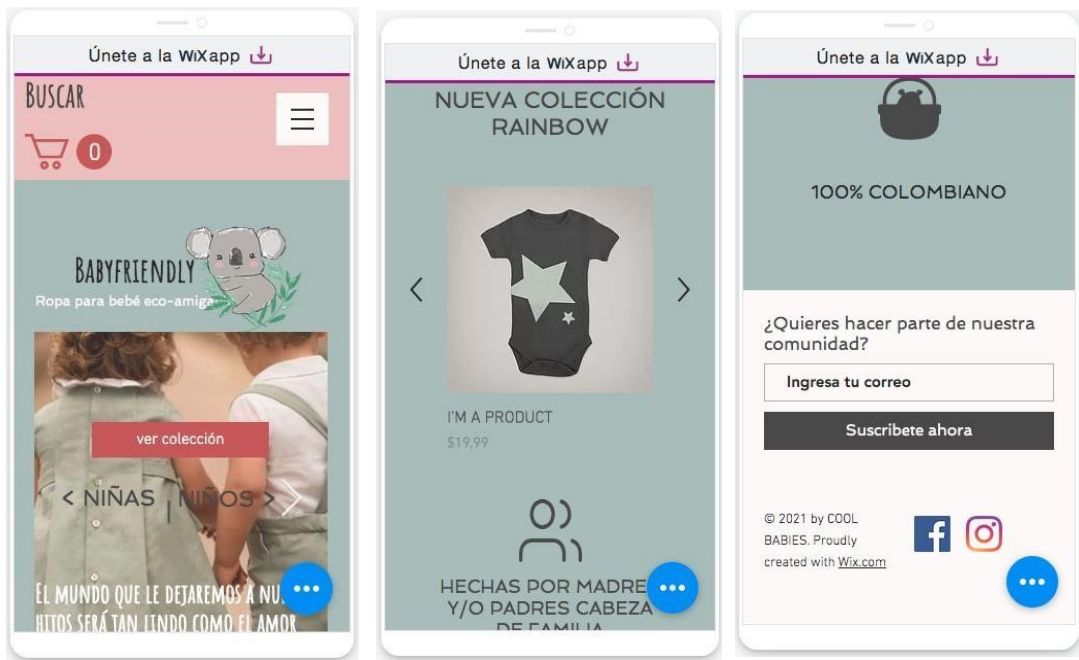 Únete a la WiXapp
BUSCAR
0
BABYFRIENDLY
Ropa para bebé eco-amiga
ver colección
< NIÑAS | NIÑOS >
EL MUNDO QUE LE DEJAREMOS A
HITOS SERÁ TAN LINDO COMO EL AMOR
Únete a la WiXapp
NUEVA COLECCIÓN
RAINBOW
I'M A PRODUCT
$19,99
HECHAS POR MADRE
Y/O PADRES CABEZA
DE FAMILIA
Únete a la WiXapp
100% COLOMBIANO
¿Quieres hacer parte de nuestra
comunidad?
Ingresa tu correo
Suscribete ahora
© 2021 by COOL
BABIES. Proudly
created with Wix.com